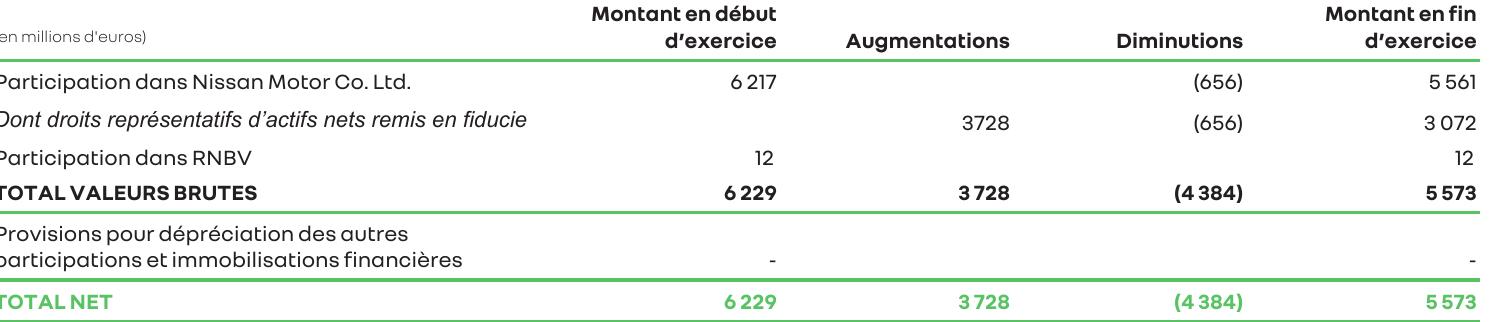 Montant en début Montant en fin
en millions d'euros) d'exercice Augmentations Diminutions d'exercice
Participation dans Nissan Motor Co. Ltd. 6 217 (656) 5 561
Dont droits représentatifs d'actifs nets remis en fiducie 3728 (656) 3 072
Participation dans RNBV 12 12
TOTAL VALEURS BRUTES 6 229 3 728 (4 384) 5 573
Provisions pour dépréciation des autres
participations et immobilisations financières - -
TOTAL NET 6 229 3 728 (4 384) 5 573